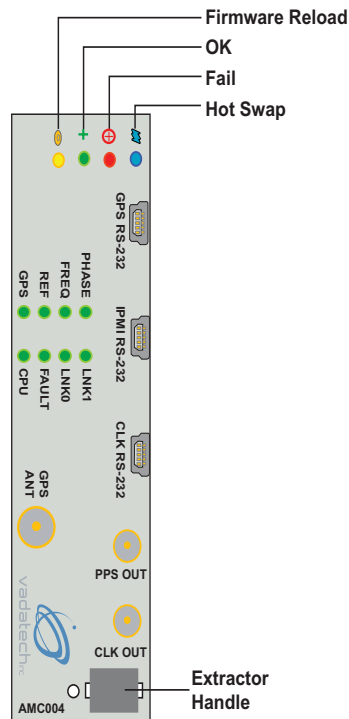 Firmware Reload
OK
Fail
Hot Swap
GPS RS-232
PHASE
FREQ
REF
GPS
IPMI RS-232
LNK1
LNK0
FAULT
CPU
CLK RS-232
GPS
ANT
PPS OUT
vadatech
CLK OUT
Extractor
Handle
AMC004